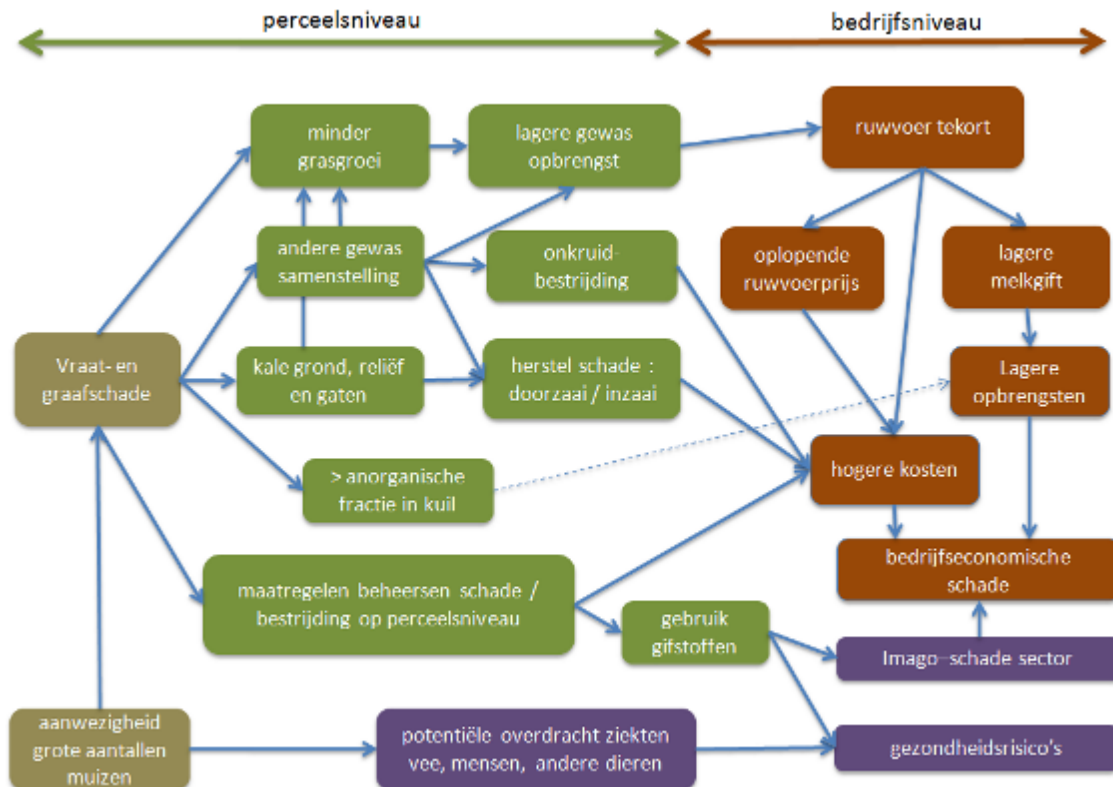 perceelsniveau
bedrijfsniveau
minder
grasgroei
lagere gewas
opbrengst
ruwvoer tekort
andere gewas
samenstelling
onkruid-
bestrijding
oplopende
ruwvoerprijs
lagere
melkgift
Vraat- en
graafschade
kale grond, reliëf
en gaten
herstel schade :
doorzaai / inzaai
Lagere
opbrengsten
> anorganische
fractie in kuil
hogere kosten
maatregelen beheersen schade /
bestrijding op perceelsniveau
gebruik
gifstoffen
bedrijfseconomische
schade
Imago–schade sector
aanwezigheid
grote aantallen
muizen
potentiële overdracht ziekten
vee, mensen, andere dieren
gezondheidsrisico's